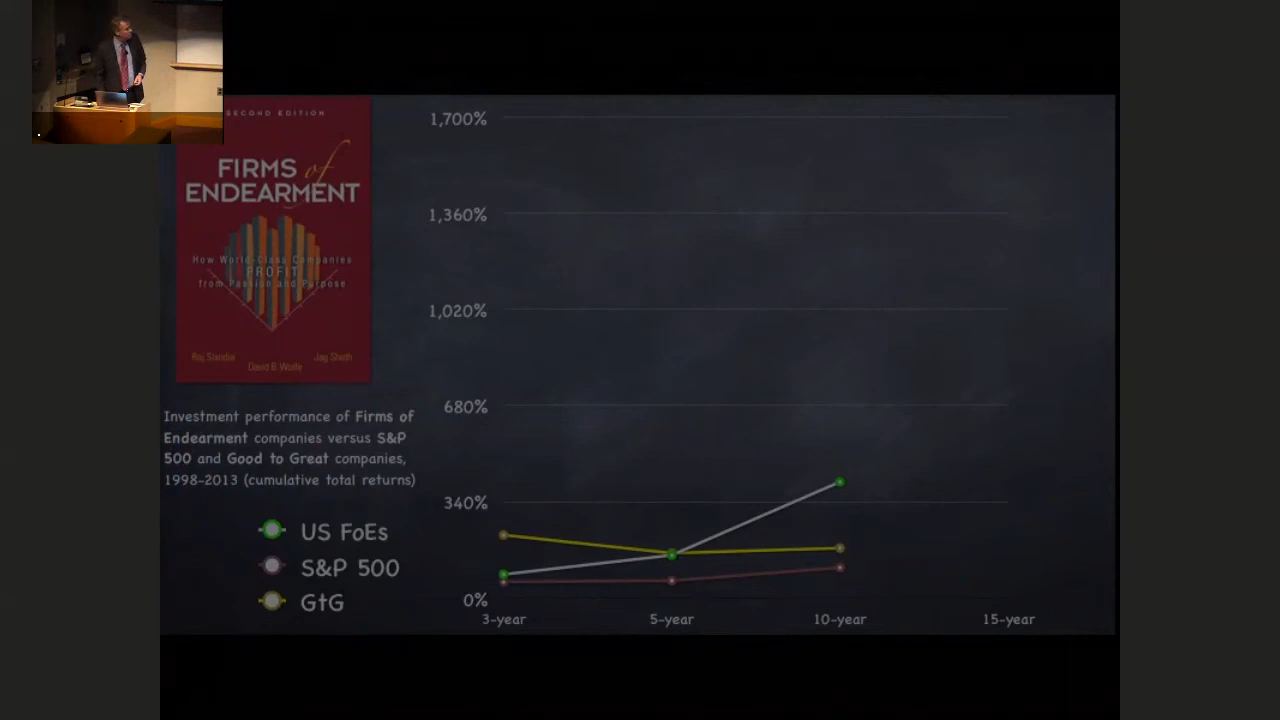 SECOND EDITION
FIRMS of
ENDEARMENT
How World-Class Companies
PROFIT
from Passion and Purpose
Raj Sisodia
Jag Sheth
David B. Wolfe
Investment performance of Firms of
Endearment companies versus S&P
500 and Good to Great companies,
1998-2013 (cumulative total returns)
US FoEs
S&P 500
GtG
1,700%
1,360%
1,020%
680%
340%
0%
3-year
5-year
10-year
15-year